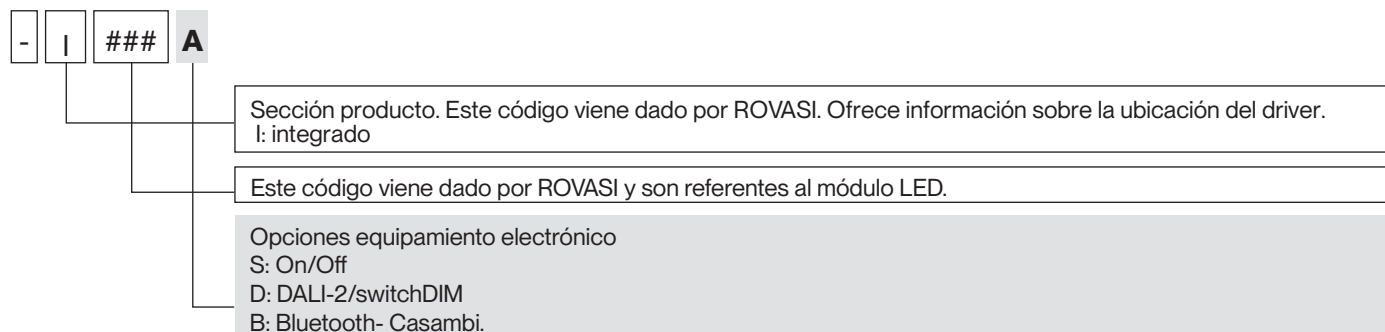 - I ### A
Sección producto. Este código viene dado por ROVASI. Ofrece información sobre la ubicación del driver.
I: integrado
Este código viene dado por ROVASI y son referentes al módulo LED.
Opciones equipamiento electrónico
S: On/Off
D: DALI-2/switchDIM
B: Bluetooth- Casambi.